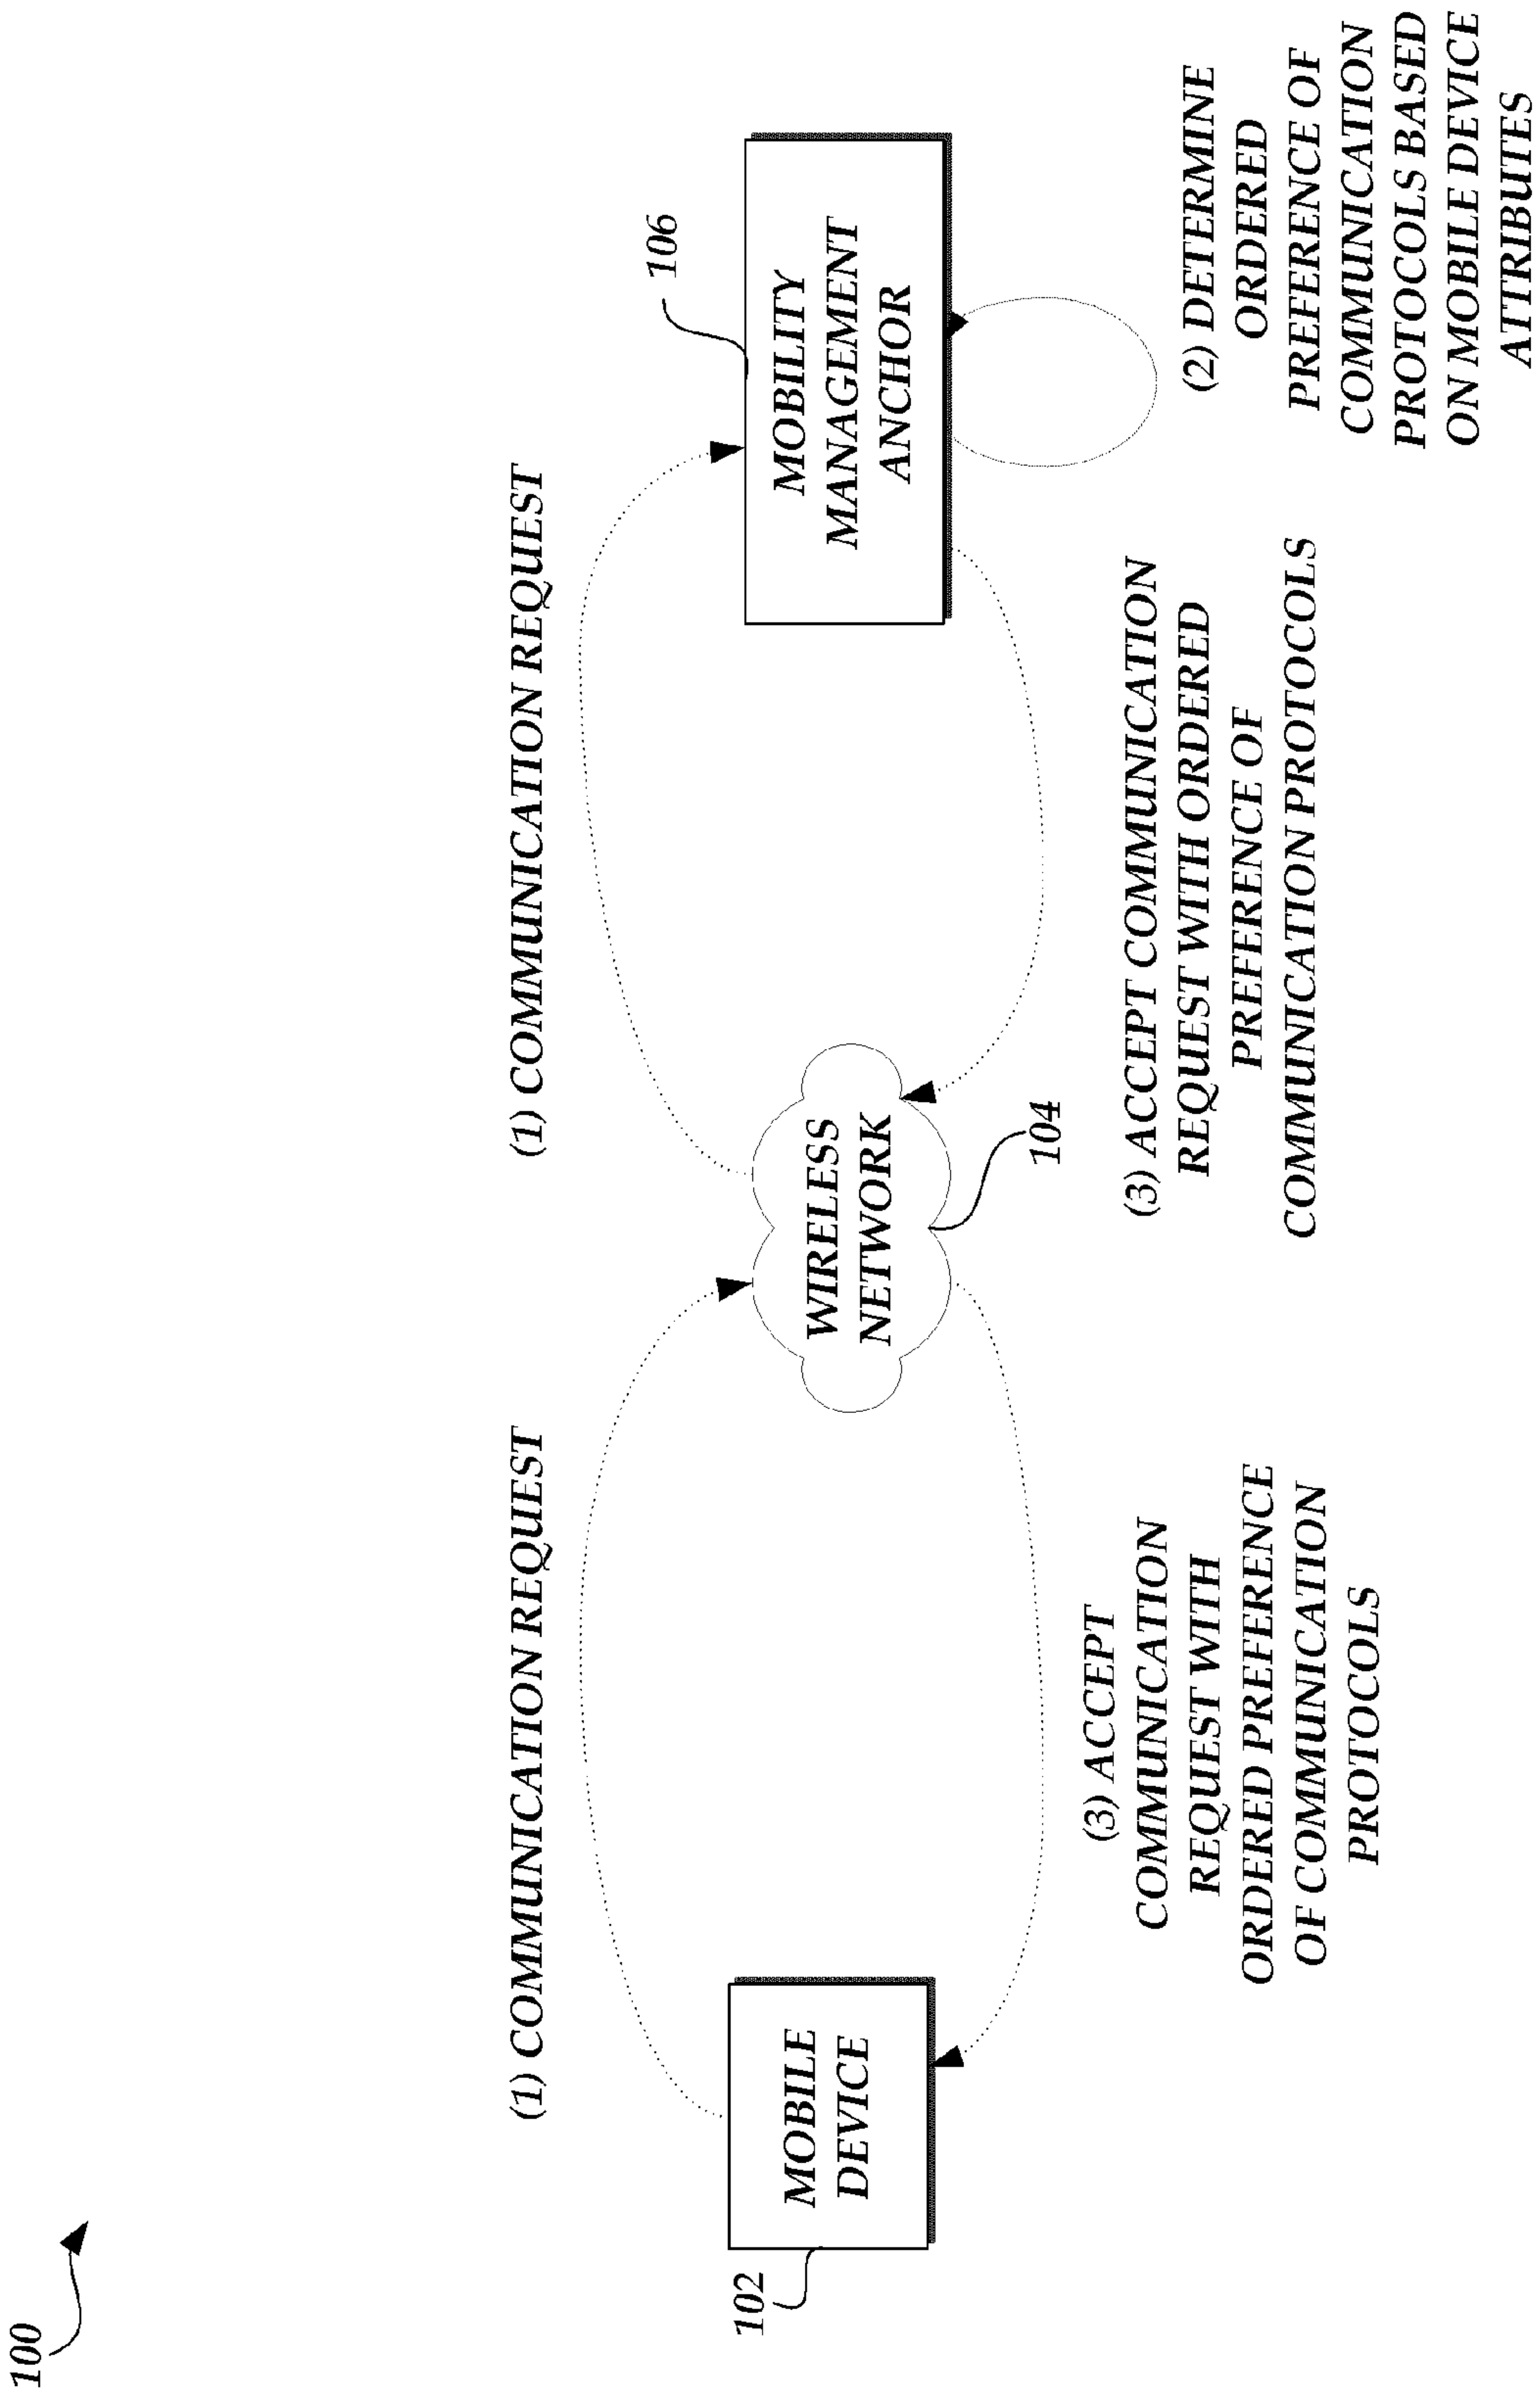 100
(1) COMMUNICATION REQUEST
(1) COMMUNICATION REQUEST
102
MOBILE
DEVICE
WIRELESS
NETWORK
104
106
MOBILITY
MANAGEMENT
ANCHOR
(3) ACCEPT
COMMUNICATION
REQUEST WITH
ORDERED PREFERENCE
OF COMMUNICATION
PROTOCOLS
(3) ACCEPT COMMUNICATION
REQUEST WITH ORDERED
PREFERENCE OF
COMMUNICATION PROTOCOLS
(2) DETERMINE
ORDERED
PREFERENCE OF
COMMUNICATION
PROTOCOLS BASED
ON MOBILE DEVICE
ATTRIBUTES